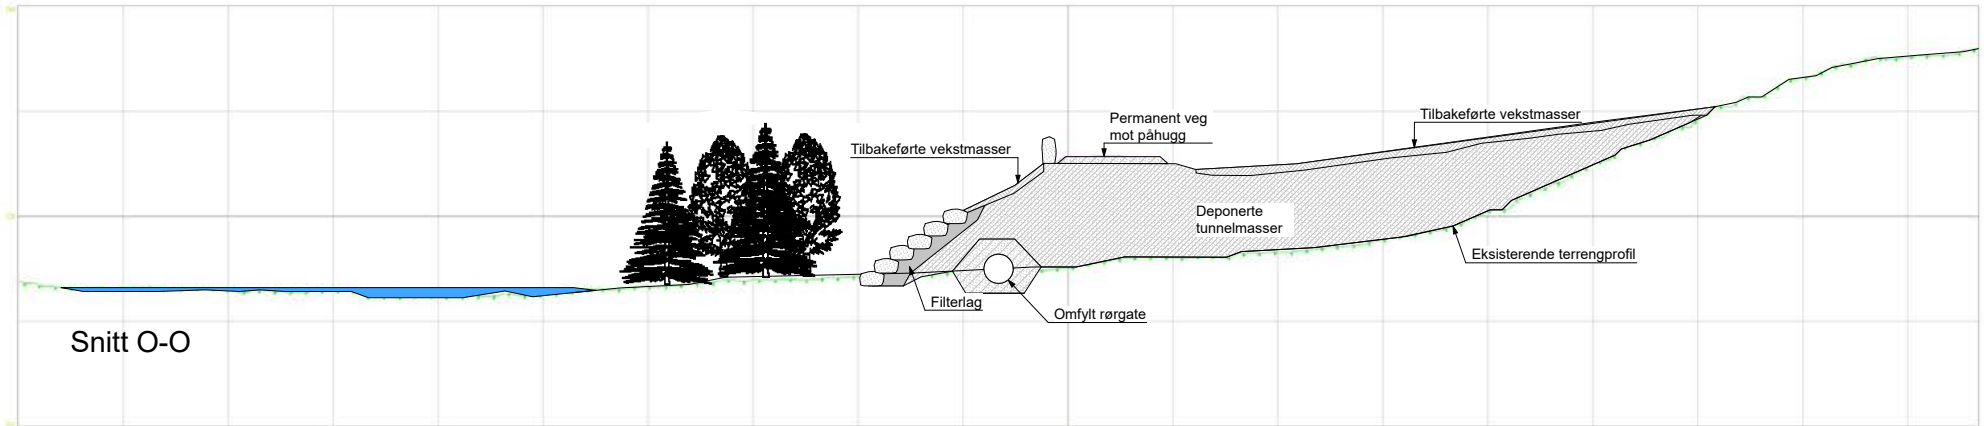 Permanent veg
mot påhugg
Tilbakeførte vekstmasser
Tilbakeførte vekstmasser
Deponerte
tunnelmasser
Eksisterende terrengprofil
Filterlag
Omfylt rørgate
Snitt O-O